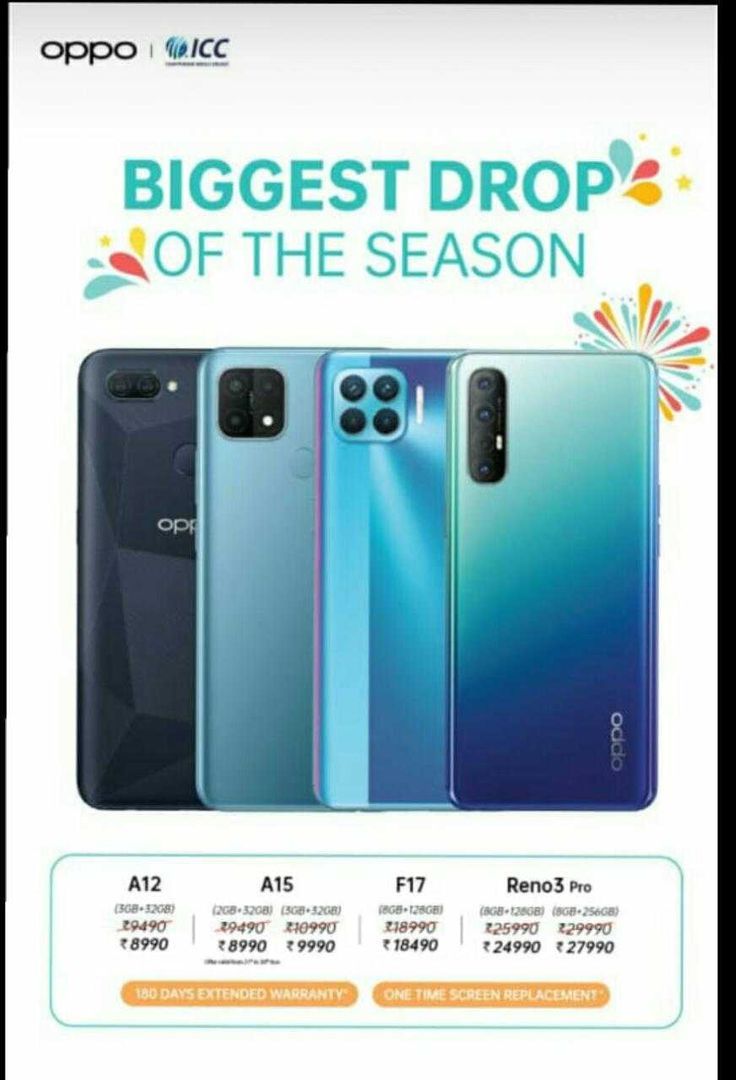 oppo | ICC
BIGGEST DROP
OF THE SEASON
OPP
oppo
A12 A15 F17 Reno3 Pro
(3GB+32GB) (2GB+32GB) (3GB+32GB) (8GB+128GB) (8GB+128GB) (8GB+256GB)
₹9490 ₹9490 ₹10990 ₹18990 ₹25990 ₹29990
₹8990 ₹8990 ₹9990 ₹18490 ₹24990 ₹27990
180 DAYS EXTENDED WARRANTY* ONE TIME SCREEN REPLACEMENT*